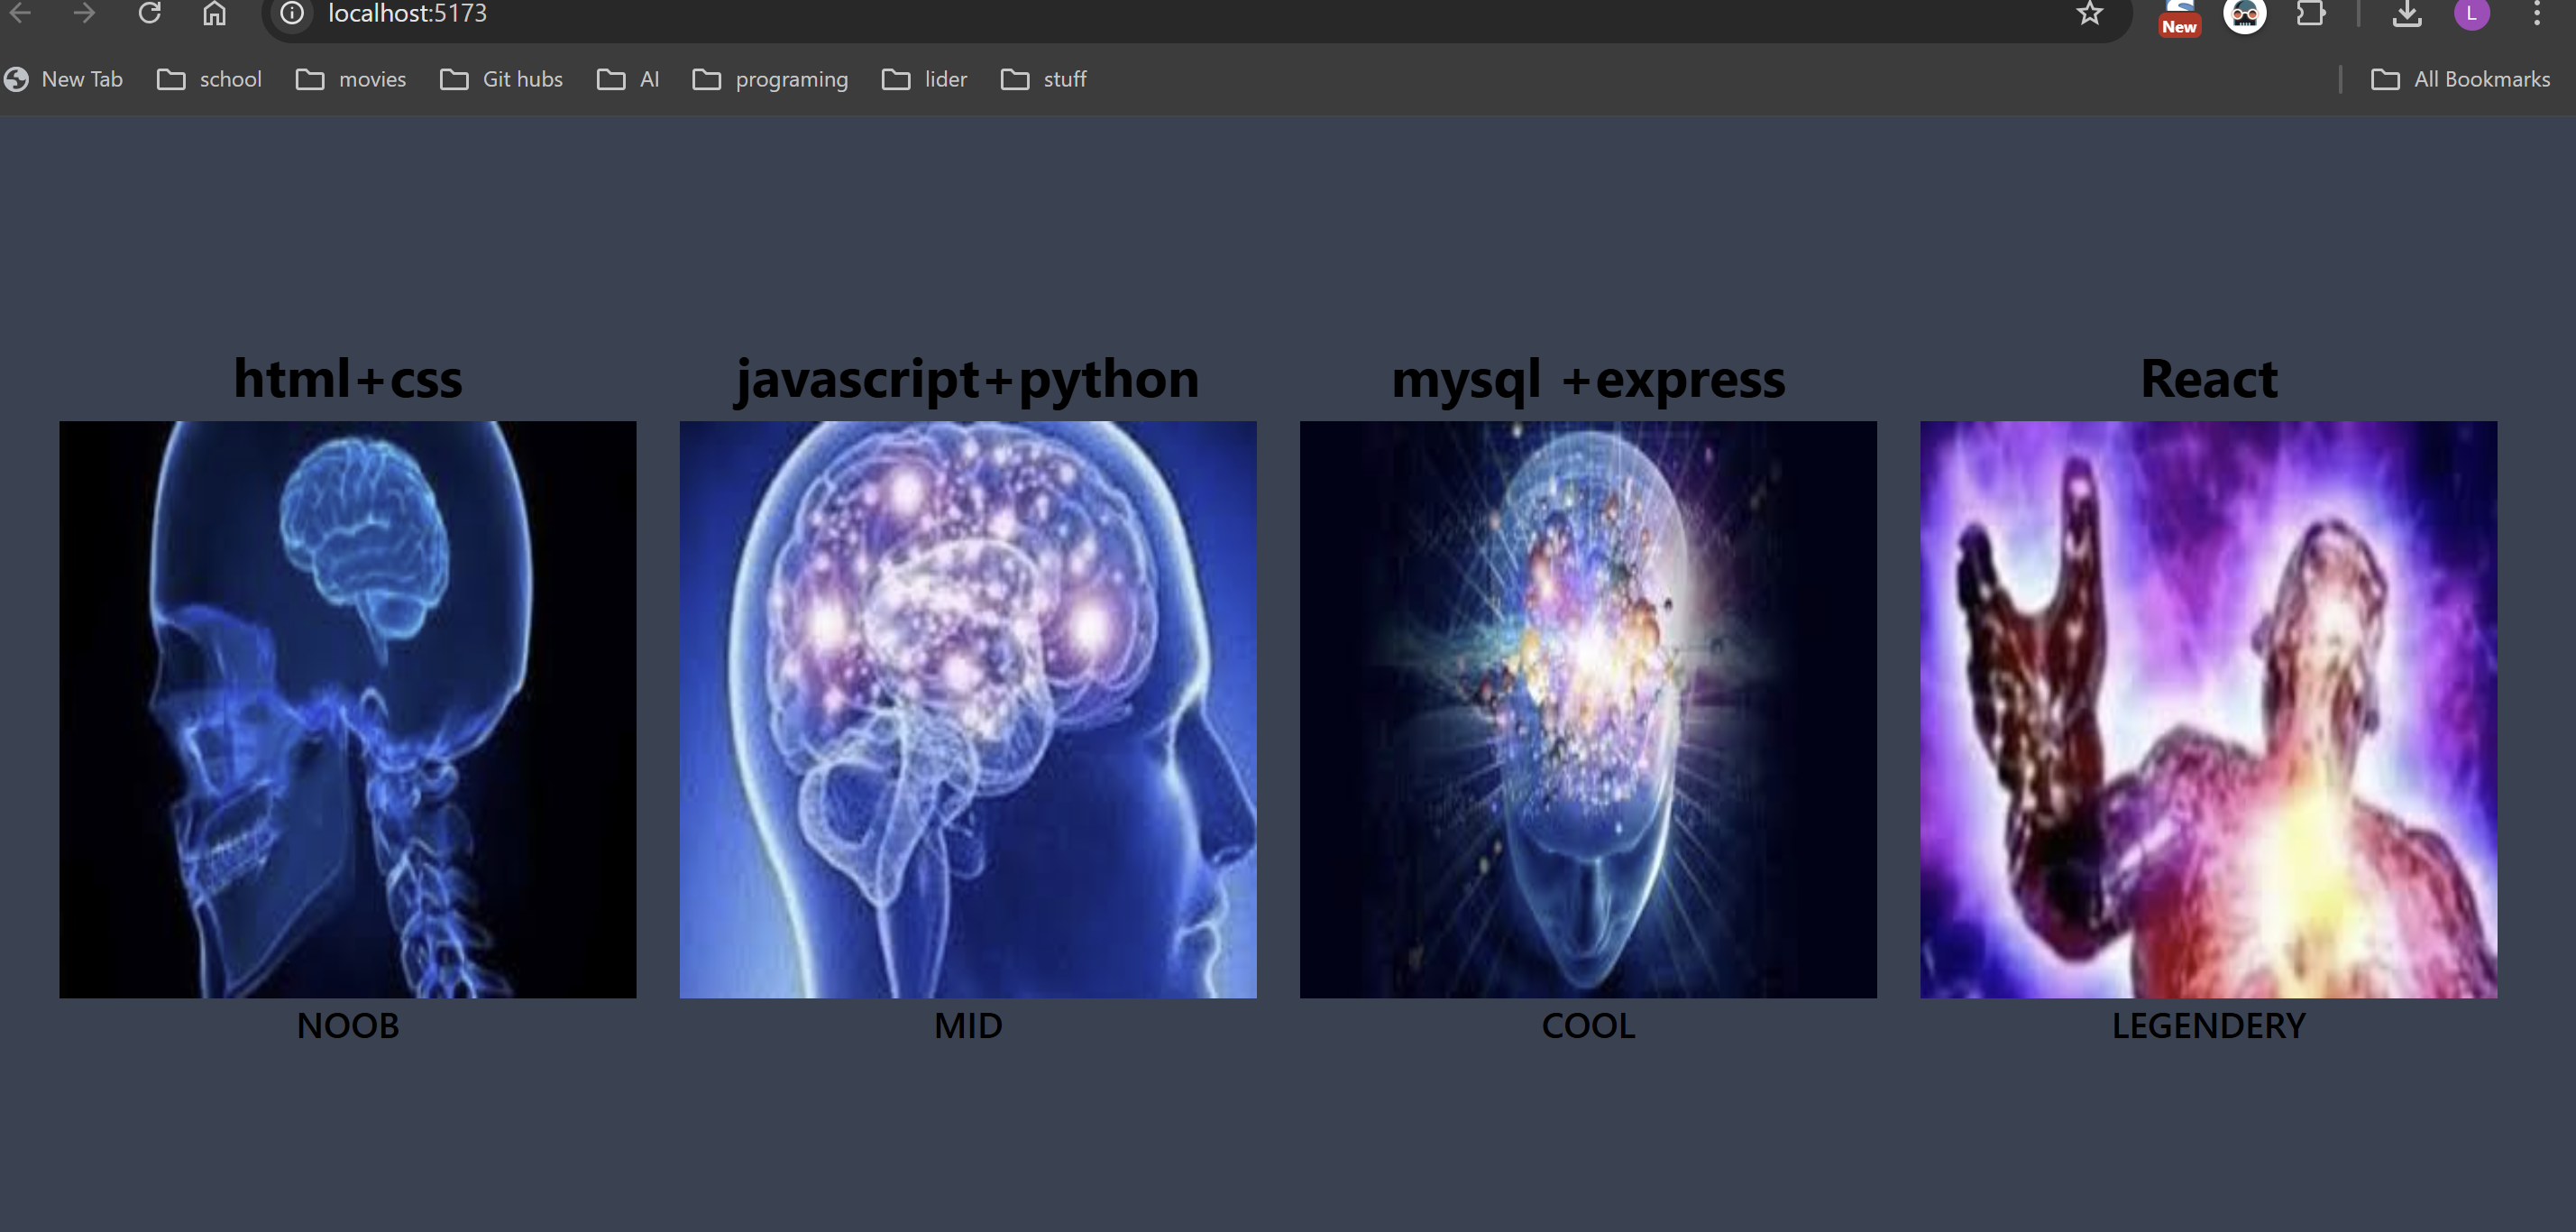 localhost:5173
New
L
New Tab school movies Git hubs AI programing lider stuff All Bookmarks
html+css javascript+python mysql +express React
NOOB MID COOL LEGENDERY